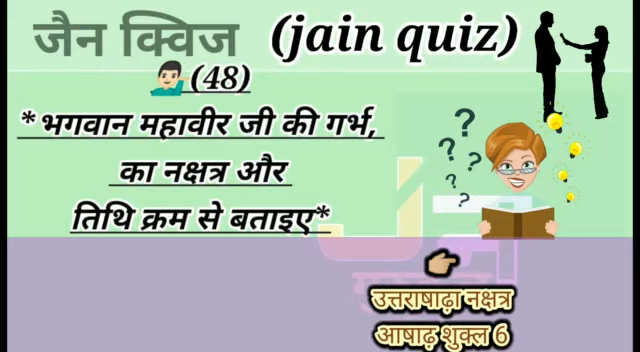 जैन क्विज (jain quiz)
(48)
*भगवान महावीर जी की गर्भ,
का नक्षत्र और
तिथि क्रम से बताइए*
उत्तराषाढ़ा नक्षत्र
आषाढ़ शुक्ल 6